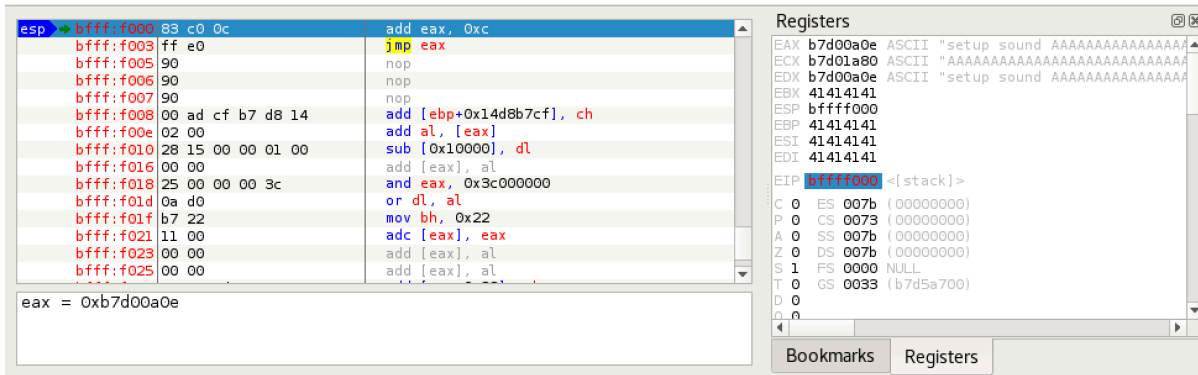 esp bfff:f000 83 c0 0c add eax, 0xc
bfff:f003 ff e0 jmp eax
bfff:f005 90 nop
bfff:f006 90 nop
bfff:f007 90 nop
bfff:f008 00 ad cf b7 d8 14 add [ebp+0x14d8b7cf], ch
bfff:f00e 02 00 add al, [eax]
bfff:f010 28 15 00 00 01 00 sub [0x10000], dl
bfff:f016 00 00 add [eax], al
bfff:f018 25 00 00 00 3c and eax, 0x3c000000
bfff:f01d 0a d0 or dl, al
bfff:f01f b7 22 mov bh, 0x22
bfff:f021 11 00 adc [eax], eax
bfff:f023 00 00 add [eax], al
bfff:f025 00 00 add [eax], al
eax = 0xb7d00a0e
Registers
EAX b7d00a0e ASCII "setup sound AAAAAAAAAAAAAAAAA
ECX b7d01a80 ASCII "AAAAAAAAAAAAAAAAAAAAAAAAAAAAA
EDX b7d00a0e ASCII "setup sound AAAAAAAAAAAAAAAAA
EBX 41414141
ESP bffff000
EBP 41414141
ESI 41414141
EDI 41414141
EIP bffff000 <[stack]>
C 0 ES 007b (00000000)
P 0 CS 0073 (00000000)
A 0 SS 007b (00000000)
Z 0 DS 007b (00000000)
S 1 FS 0000 NULL
T 0 GS 0033 (b7d5a700)
D 0
O 0
Bookmarks Registers